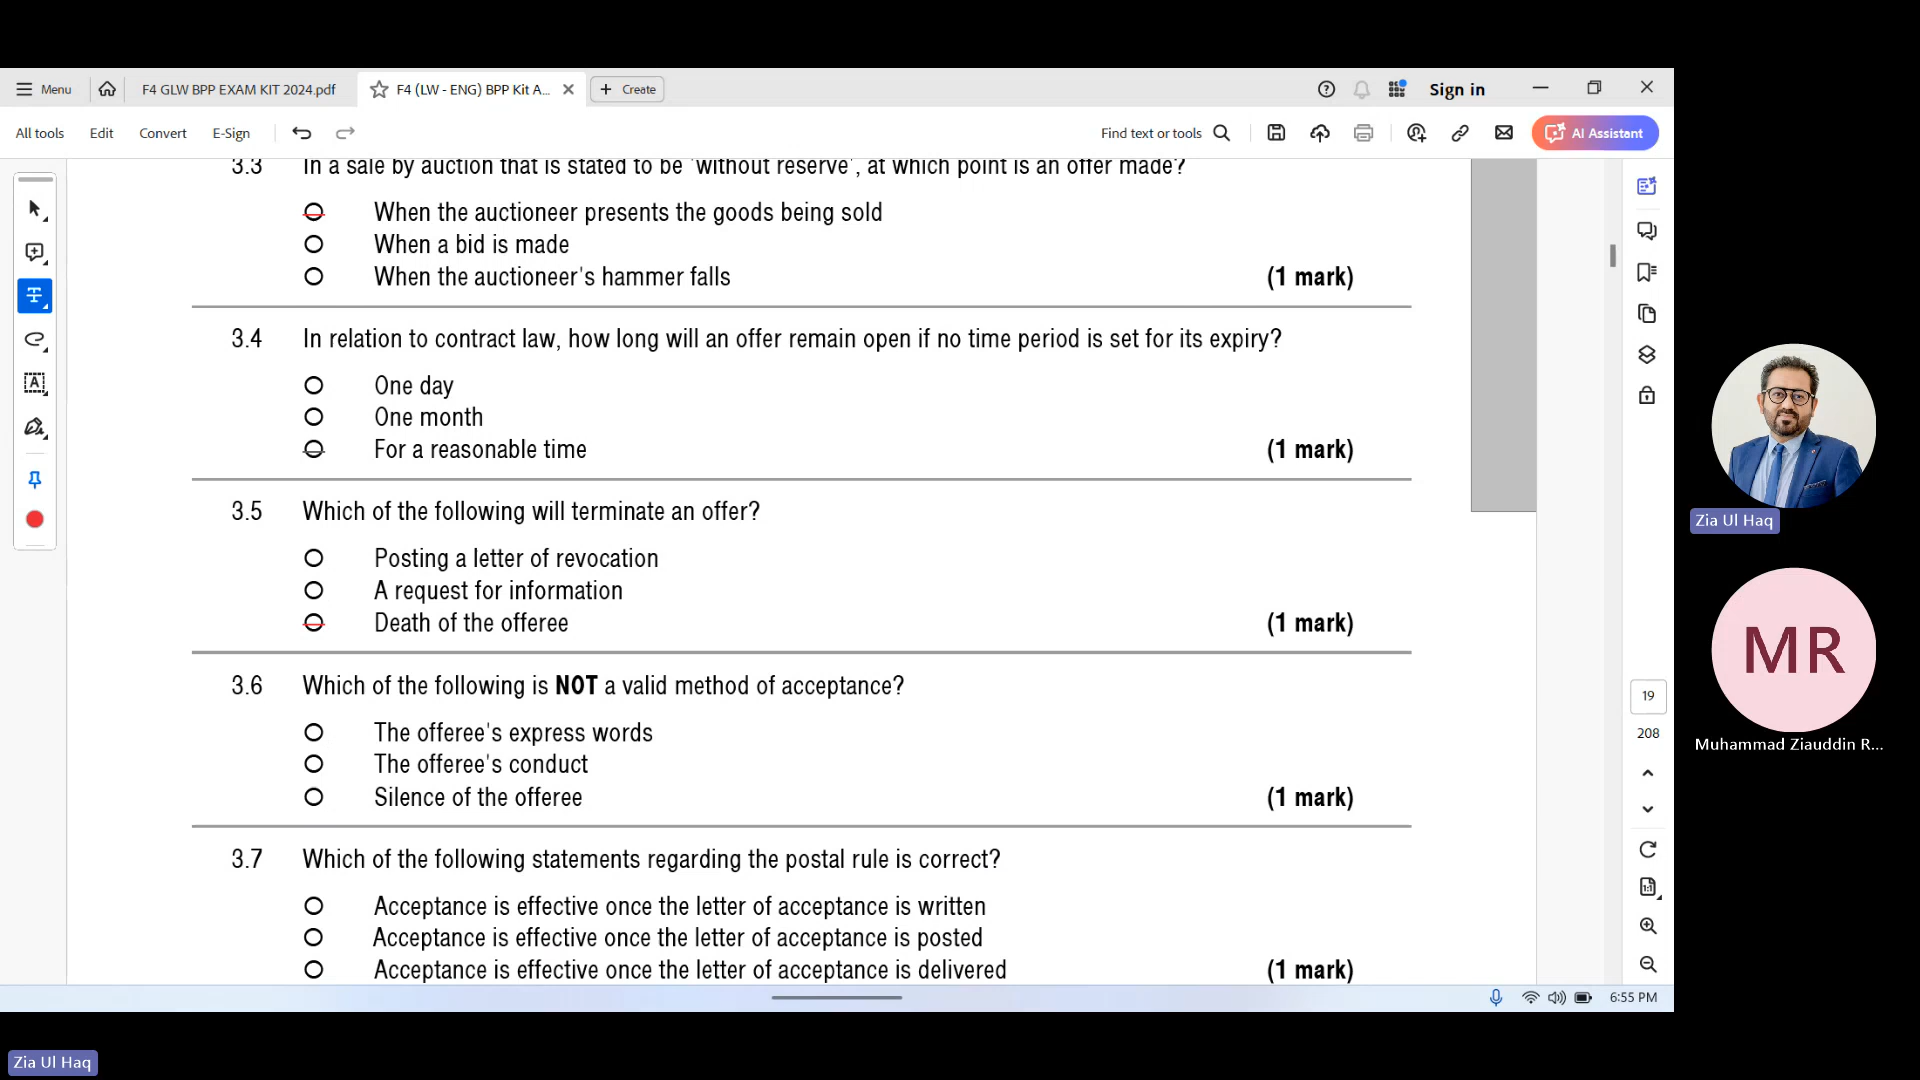 Menu
F4 GLW BPP EXAM KIT 2024.pdf
F4 (LW - ENG) BPP Kit A...
Create
Sign in
All tools
Edit
Convert
E-Sign
Find text or tools
AI Assistant
3.3 In a sale by auction that is stated to be 'without reserve', at which point is an offer made?
When the auctioneer presents the goods being sold
When a bid is made
When the auctioneer's hammer falls (1 mark)
3.4 In relation to contract law, how long will an offer remain open if no time period is set for its expiry?
One day
One month
For a reasonable time (1 mark)
3.5 Which of the following will terminate an offer?
Posting a letter of revocation
A request for information
Death of the offeree (1 mark)
3.6 Which of the following is NOT a valid method of acceptance?
The offeree's express words
The offeree's conduct
Silence of the offeree (1 mark)
3.7 Which of the following statements regarding the postal rule is correct?
Acceptance is effective once the letter of acceptance is written
Acceptance is effective once the letter of acceptance is posted
Acceptance is effective once the letter of acceptance is delivered (1 mark)
19
208
1:1
6:55 PM
Zia Ul Haq
MR
Muhammad Ziauddin R...
Zia Ul Haq